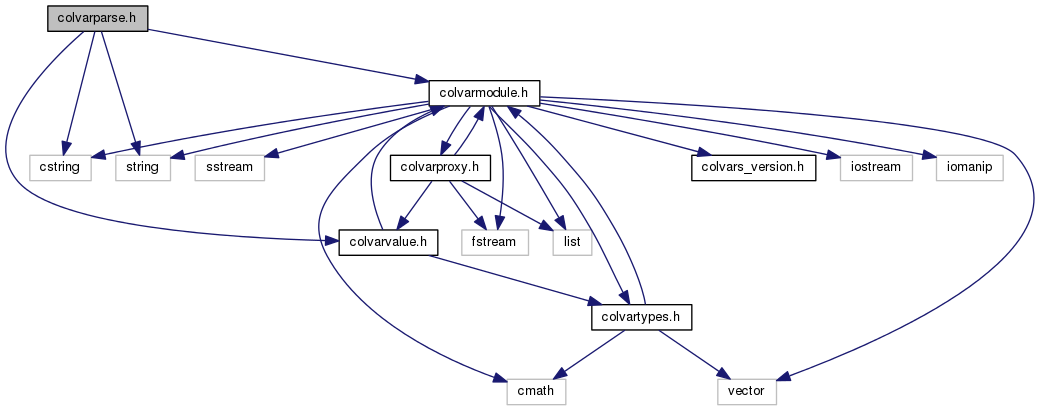 colvarparse.h
colvarmodule.h
cstring
string
sstream
colvarproxy.h
colvars_version.h
iostream
iomanip
colvarvalue.h
fstream
list
colvartypes.h
cmath
vector